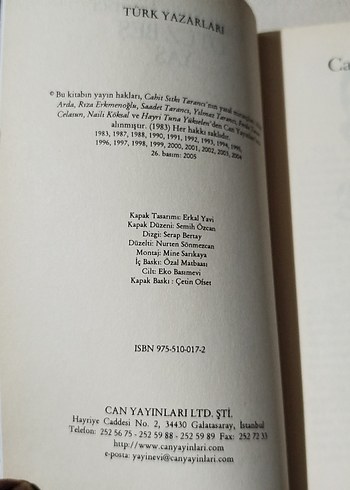 TÜRK YAZARLARI
© Bu kitabın yayın hakları, Cahit Sıtkı Tarancı'nın yasal
Arda, Rıza Erkmenoğlu, Saadet Tarancı, Yılmaz Tarancı,
Celasun, Naili Köksal ve Hayri Tuna Yükselen'den Can Yayınları
alınmıştır. (1983) Her hakkı saklıdır.
1983, 1987, 1988, 1990, 1991, 1992, 1993, 1994, 1995,
1996, 1997, 1998, 1999, 2000, 2001, 2002, 2003, 2004
26. basım: 2005
Kapak Tasarımı: Erkal Yavi
Kapak Düzeni: Semih Özcan
Dizgi: Serap Bertay
Düzelti: Nurten Sönmezcan
Montaj: Mine Sarıkaya
İç Baskı: Özal Matbaası
Cilt: Eko Basımevi
Kapak Baskı : Çetin Ofset
ISBN 975-510-017-2
CAN YAYINLARI LTD. ŞTİ.
Hayriye Caddesi No. 2, 34430 Galatasaray, İstanbul
Telefon: 252 56 75 - 252 59 88 - 252 59 89 Fax: 252 72 33
http://www.canyayinlari.com
e-posta: yayinevi@canyayinlari.com
Ca